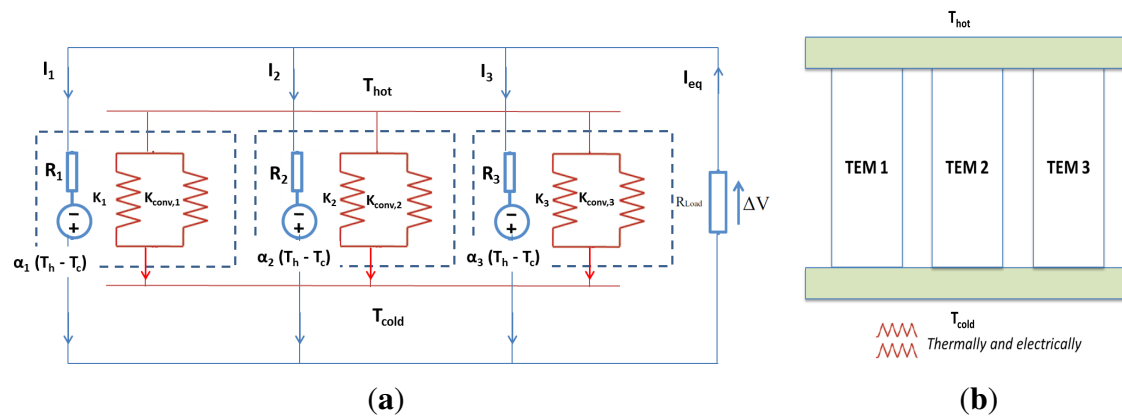 I1 I2 I3 Ieq
Thot
R1 K1 Kconv,1 R2 K2 Kconv,2 R3 K3 Kconv,3 RLoad ΔV
− + − + − +
α1 (Th - Tc) α2 (Th - Tc) α3 (Th - Tc)
Tcold
(a)
Thot
TEM 1 TEM 2 TEM 3
Tcold
Thermally and electrically
(b)